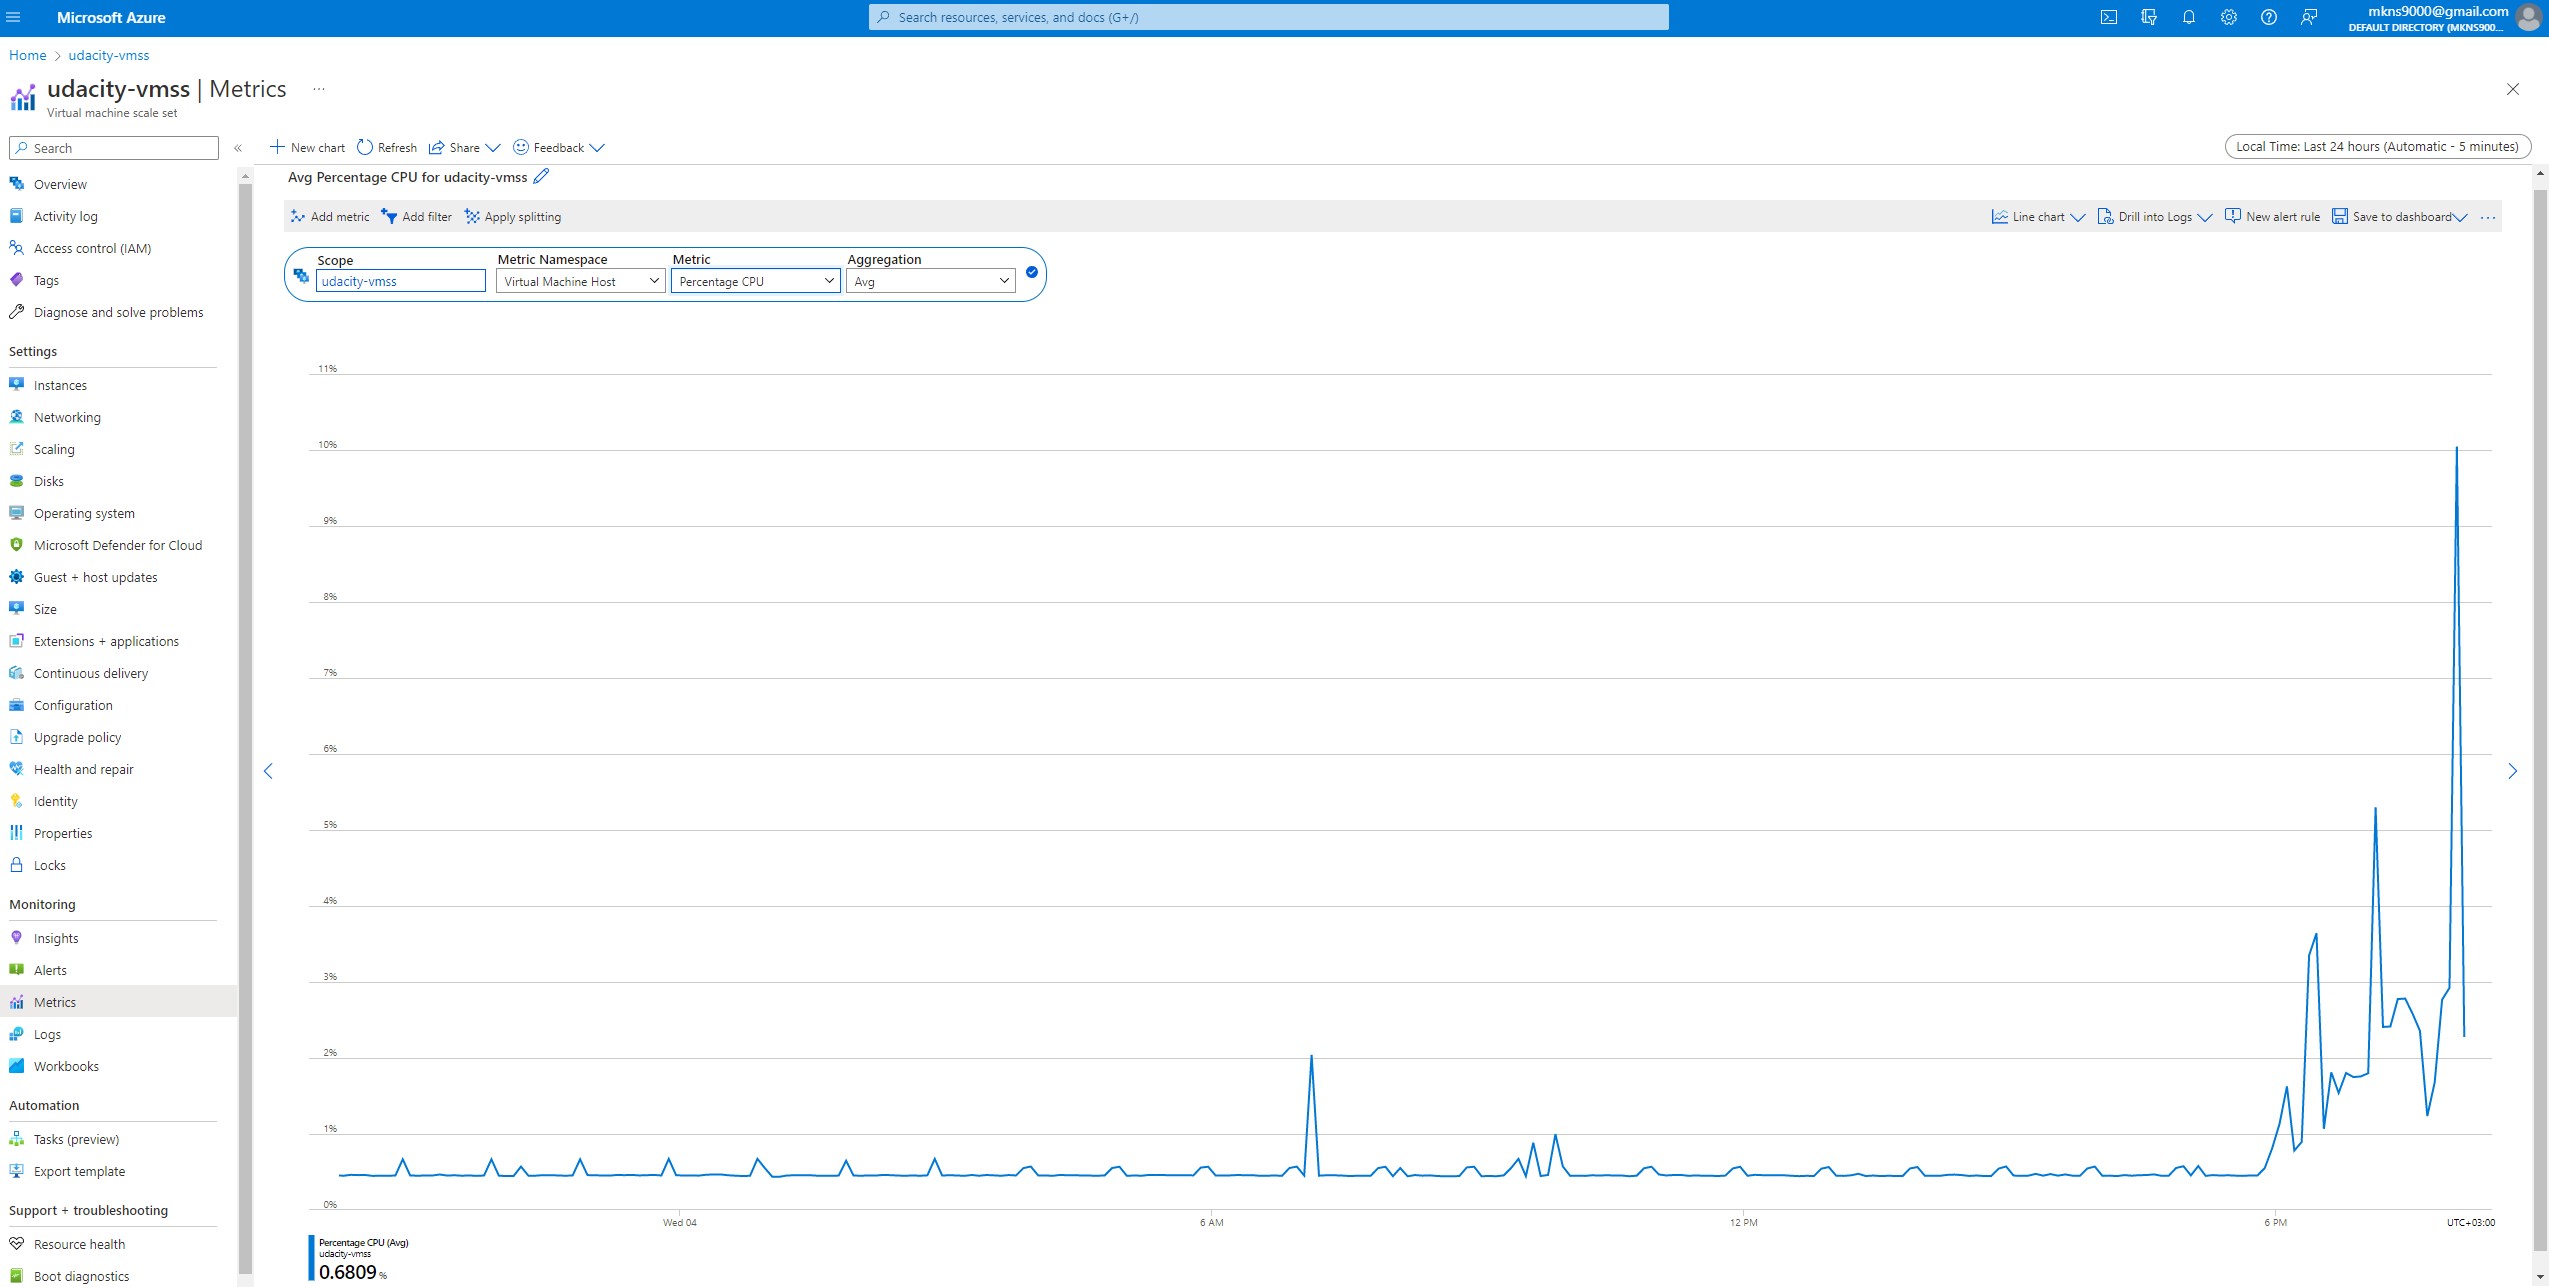 Microsoft Azure
Search resources, services, and docs (G+/)
mkns9000@gmail.com
DEFAULT DIRECTORY (MKNS900...
Home > udacity-vmss
udacity-vmss | Metrics ...
Virtual machine scale set
Search
«
New chart
Refresh
Share
Feedback
Local Time: Last 24 hours (Automatic - 5 minutes)
Overview
Activity log
Access control (IAM)
Tags
Diagnose and solve problems
Settings
Instances
Networking
Scaling
Disks
Operating system
Microsoft Defender for Cloud
Guest + host updates
Size
Extensions + applications
Continuous delivery
Configuration
Upgrade policy
Health and repair
Identity
Properties
Locks
Monitoring
Insights
Alerts
Metrics
Logs
Workbooks
Automation
Tasks (preview)
Export template
Support + troubleshooting
Resource health
Boot diagnostics
Avg Percentage CPU for udacity-vmss
Add metric
Add filter
Apply splitting
Line chart
Drill into Logs
New alert rule
Save to dashboard
...
Scope
udacity-vmss
Metric Namespace
Virtual Machine Host
Metric
Percentage CPU
Aggregation
Avg
11%
10%
9%
8%
7%
6%
5%
4%
3%
2%
1%
0%
Wed 04
6 AM
12 PM
6 PM
UTC+03:00
Percentage CPU (Avg)
udacity-vmss
0.6809 %